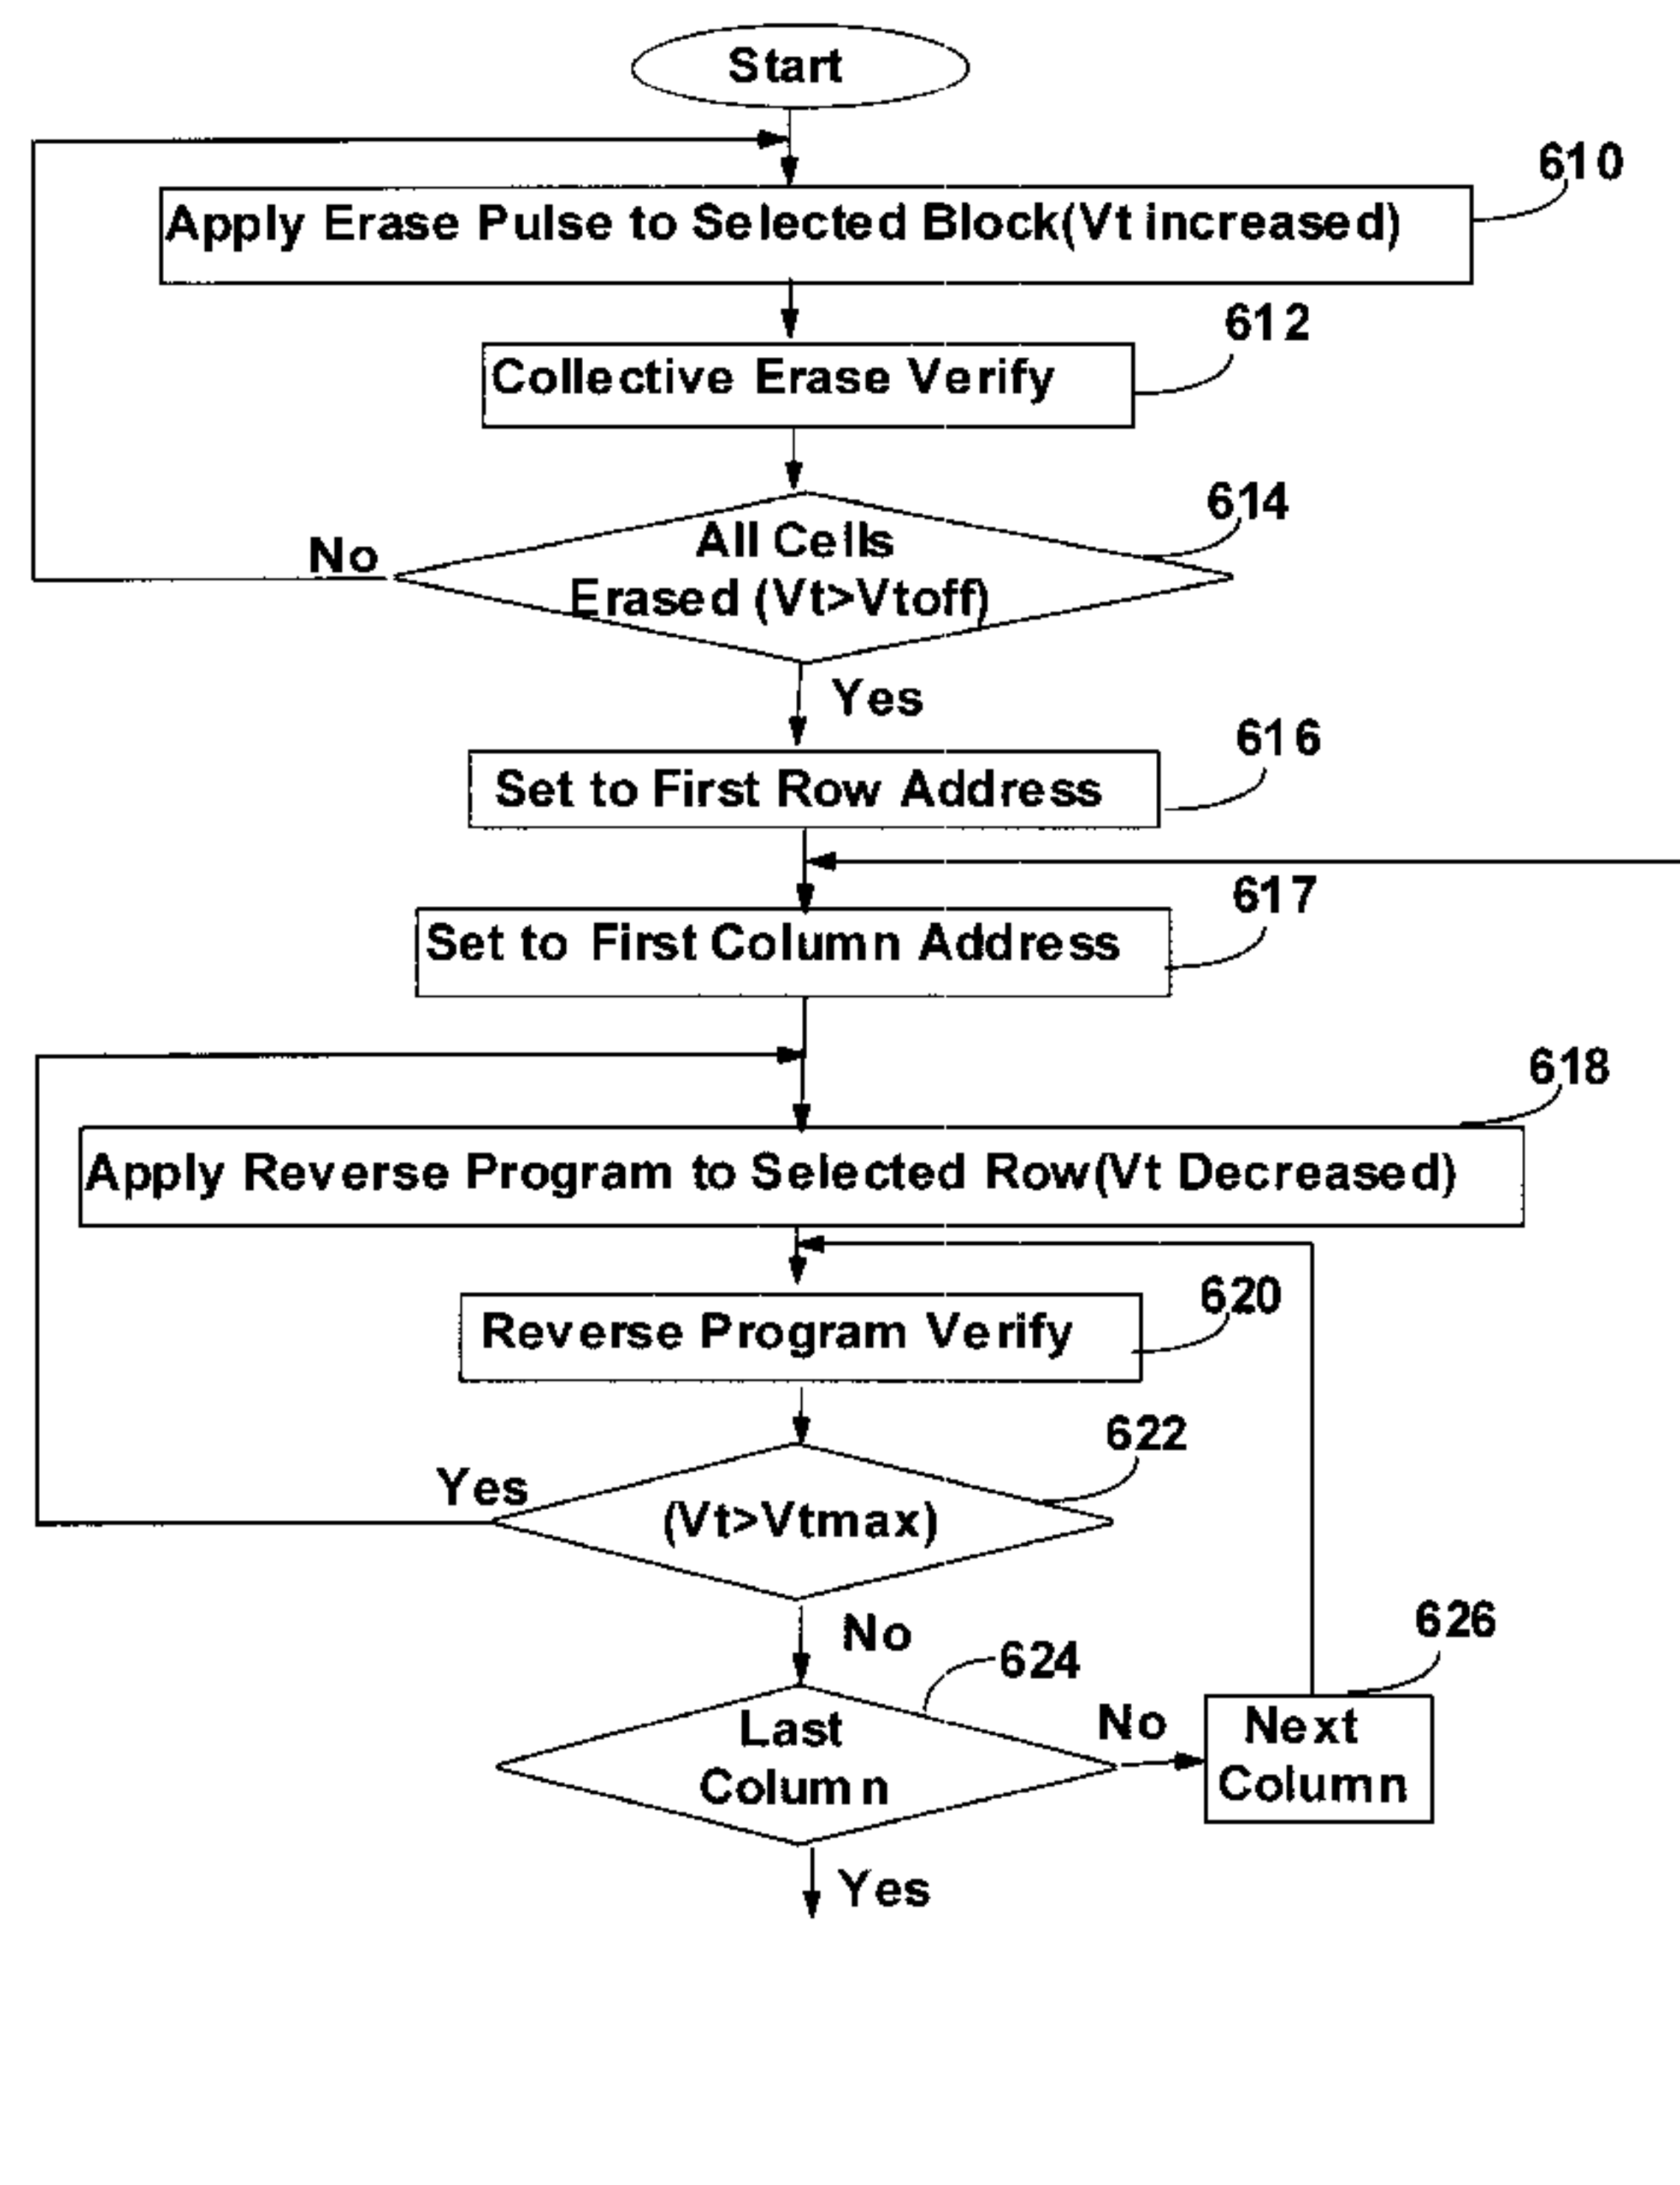 Start
610
Apply Erase Pulse to Selected Block(Vt increased)
612
Collective Erase Verify
614
All Cells
No
Erased (Vt>Vtoff)
Yes
616
Set to First Row Address
617
Set to First Column Address
618
Apply Reverse Program to Selected Row(Vt Decreased)
620
Reverse Program Verify
622
Yes
(Vt>Vtmax)
No
626
624
Last
No
Next
Column
Column
Yes